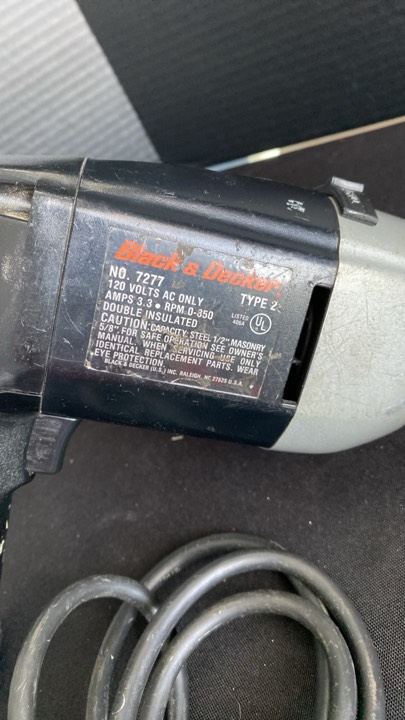 Black & Decker
NO. 7277 TYPE 2
120 VOLTS AC ONLY
AMPS 3.3 • RPM 0-350
DOUBLE INSULATED
LISTED
UL
CAUTION: CAPACITY: STEEL 1/2" MASONRY
5/8" FOR SAFE OPERATION SEE OWNER'S
MANUAL. WHEN SERVICING USE ONLY
IDENTICAL REPLACEMENT PARTS. WEAR
EYE PROTECTION.
BLACK & DECKER (U.S.) INC. RALEIGH, NC 27625 U.S.A.